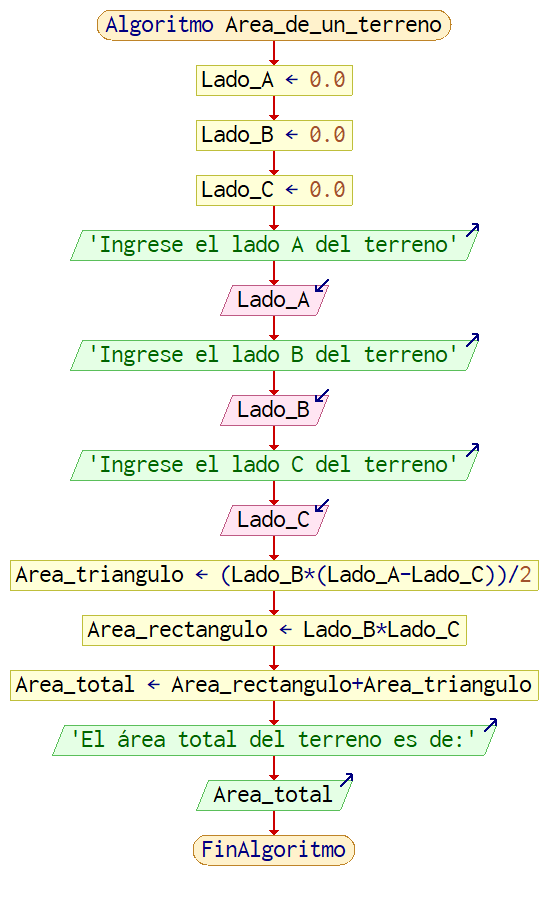 Algoritmo Area_de_un_terreno
Lado_A ← 0.0
Lado_B ← 0.0
Lado_C ← 0.0
'Ingrese el lado A del terreno'
Lado_A
'Ingrese el lado B del terreno'
Lado_B
'Ingrese el lado C del terreno'
Lado_C
Area_triangulo ← (Lado_B*(Lado_A-Lado_C))/2
Area_rectangulo ← Lado_B*Lado_C
Area_total ← Area_rectangulo+Area_triangulo
'El área total del terreno es de:'
Area_total
FinAlgoritmo